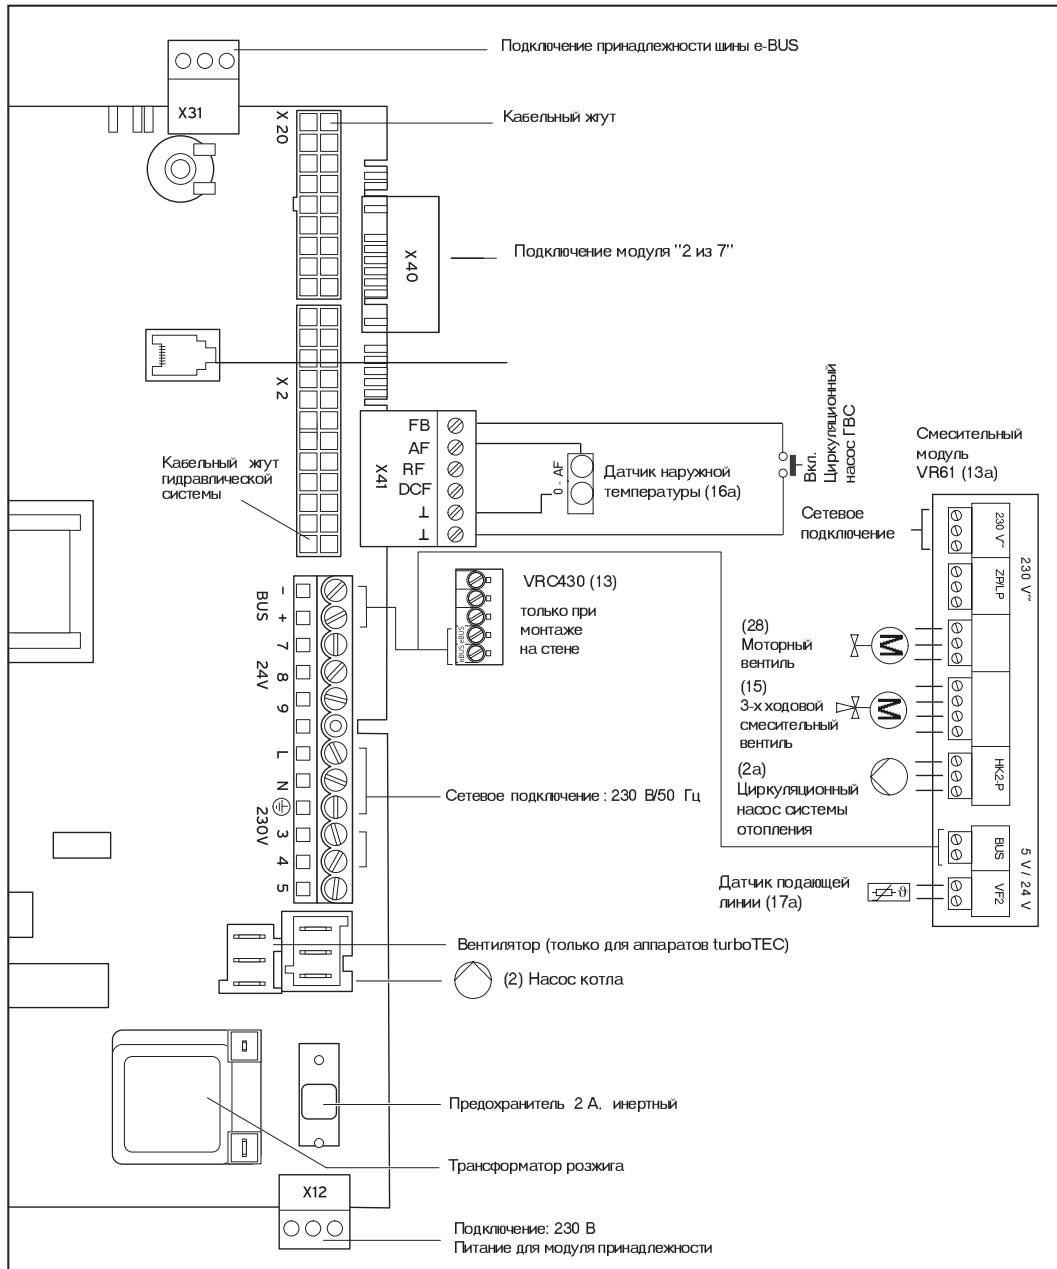 Подключение принадлежности шины e-BUS
X31
X 20
Кабельный жгут
X 40
Подключение модуля "2 из 7"
X 2
Кабельный жгут
гидравлической
системы
X41
FB
AF
RF
DCF
⊥
⊥
0 - AF
Датчик наружной
температуры (16a)
Вкл.
Циркуляционный
насос ГВС
Смесительный
модуль
VR61 (13a)
Сетевое
подключение
230 V~
ZP/LP
230 V~
VRC430 (13)
только при
монтаже
на стене
eBUS
eBUS
(28)
Моторный
вентиль
M
(15)
3-х ходовой
смесительный
вентиль
M
(2a)
Циркуляционный
насос системы
отопления
HK2-P
BUS
VF2
5 V / 24 V
Датчик подающей
линии (17a)
ϑ
-
+
BUS
7
8
9
24V
L
N
3
4
5
230V
Сетевое подключение : 230 В/50 Гц
Вентилятор (только для аппаратов turboTEC)
(2) Насос котла
Предохранитель 2 А, инертный
Трансформатор розжига
X12
Подключение: 230 В
Питание для модуля принадлежности